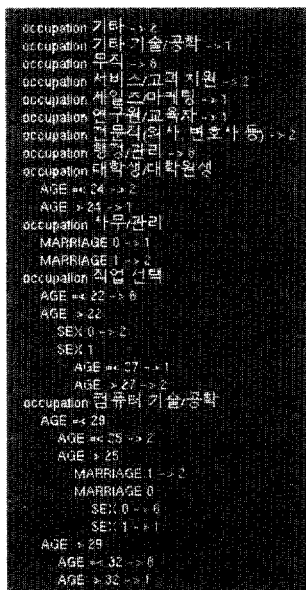 occupation 기타 -> 2
occupation 기타 기술/공학 -> 1
occupation 무직 -> 6
occupation 서비스/고객 지원 -> 2
occupation 세일즈/마케팅 -> 1
occupation 연구원/교육자 -> 1
occupation 전문직(의사, 변호사 등) -> 2
occupation 행정/관리 -> 6
occupation 대학생/대학원생
AGE =< 24 -> 2
AGE > 24 -> 1
occupation 사무/관리
MARRIAGE 0 -> 1
MARRIAGE 1 -> 2
occupation 직업 선택
AGE =< 22 -> 6
AGE > 22
SEX 0 -> 2
SEX 1
AGE =< 27 -> 1
AGE > 27 -> 2
occupation 컴퓨터 기술/공학
AGE =< 29
AGE =< 25 -> 2
AGE > 25
MARRIAGE 1 -> 2
MARRIAGE 0
SEX 0 -> 6
SEX 1 -> 1
AGE > 29
AGE =< 32 -> 6
AGE > 32 -> 1